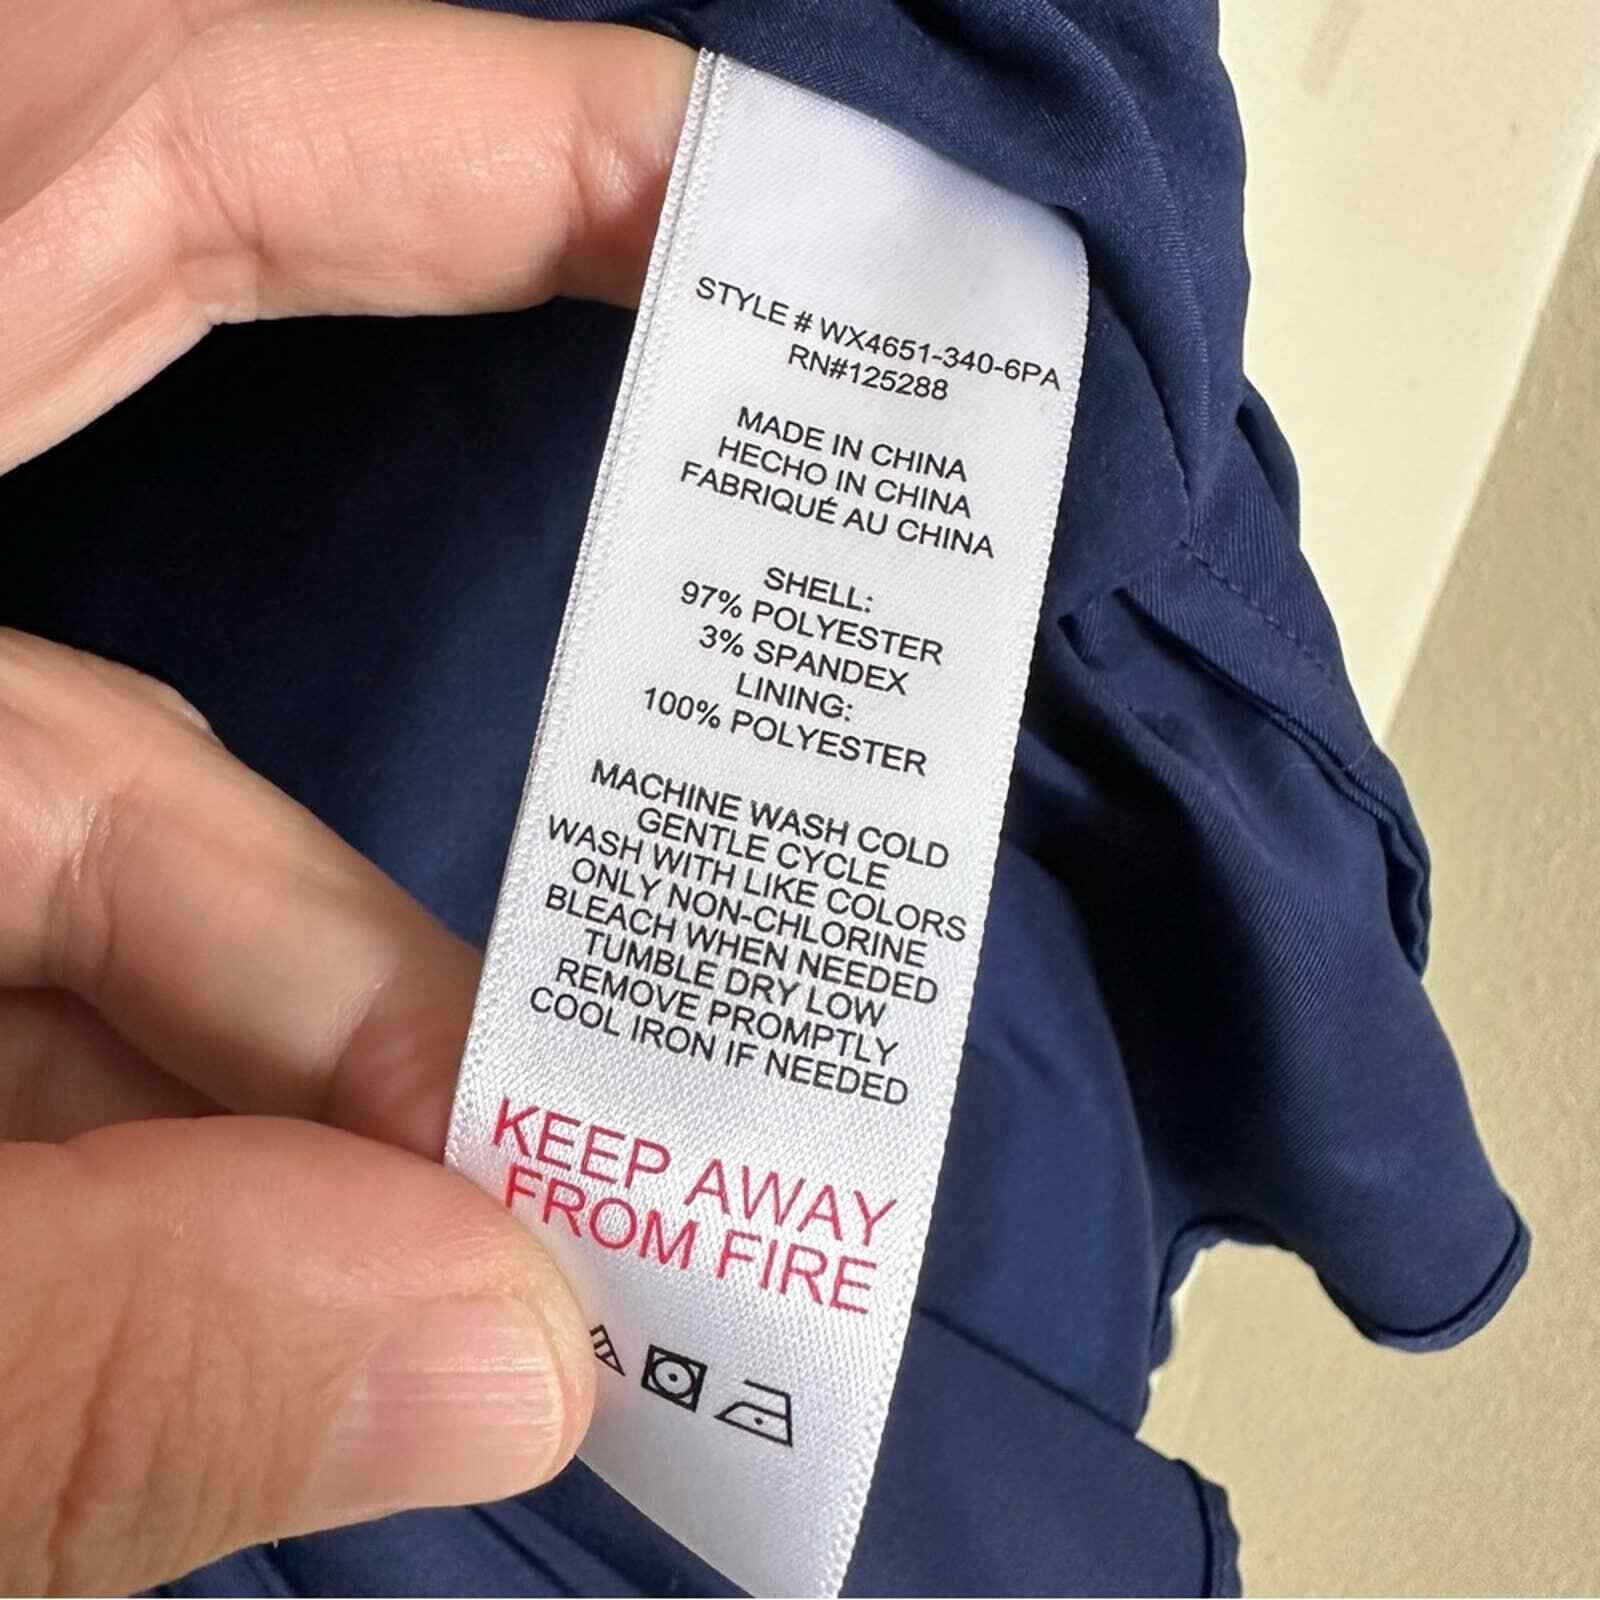 STYLE # WX4651-340-6PA
RN#125288
MADE IN CHINA
HECHO IN CHINA
FABRIQUÉ AU CHINA
SHELL:
97% POLYESTER
3% SPANDEX
LINING:
100% POLYESTER
MACHINE WASH COLD
GENTLE CYCLE
WASH WITH LIKE COLORS
ONLY NON-CHLORINE
BLEACH WHEN NEEDED
TUMBLE DRY LOW
REMOVE PROMPTLY
COOL IRON IF NEEDED
KEEP AWAY
FROM FIRE